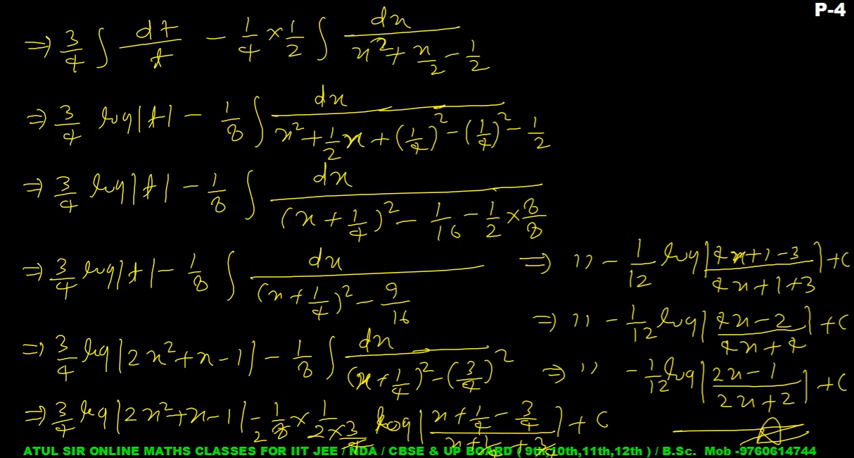 P-4
⇒ 3/4 ∫ dt/t − 1/4 × 1/2 ∫ dx/(x² + x/2 − 1/2)
⇒ 3/4 log|t| − 1/8 ∫ dx/(x² + 1/2 x + (1/4)² − (1/4)² − 1/2)
⇒ 3/4 log|t| − 1/8 ∫ dx/((x + 1/4)² − 1/16 − 1/2 × 8/8)
⇒ 3/4 log|t| − 1/8 ∫ dx/((x + 1/4)² − 9/16)
⇒ 3/4 log|2x² + x − 1| − 1/8 ∫ dx/((x + 1/4)² − (3/4)²)
⇒ 3/4 log|2x² + x − 1| − 1/8 × 1/(2 × 3/4) log|(x + 1/4 − 3/4)/(x + 1/4 + 3/4)| + C
⇒ '' − 1/12 log|(4x + 1 − 3)/(4x + 1 + 3)| + C
⇒ '' − 1/12 log|(4x − 2)/(4x + 4)| + C
⇒ '' − 1/12 log|(2x − 1)/(2x + 2)| + C
ATUL SIR ONLINE MATHS CLASSES FOR IIT JEE / NDA / CBSE & UP BOARD ( 9th,10th,11th,12th ) / B.Sc. Mob -9760614744